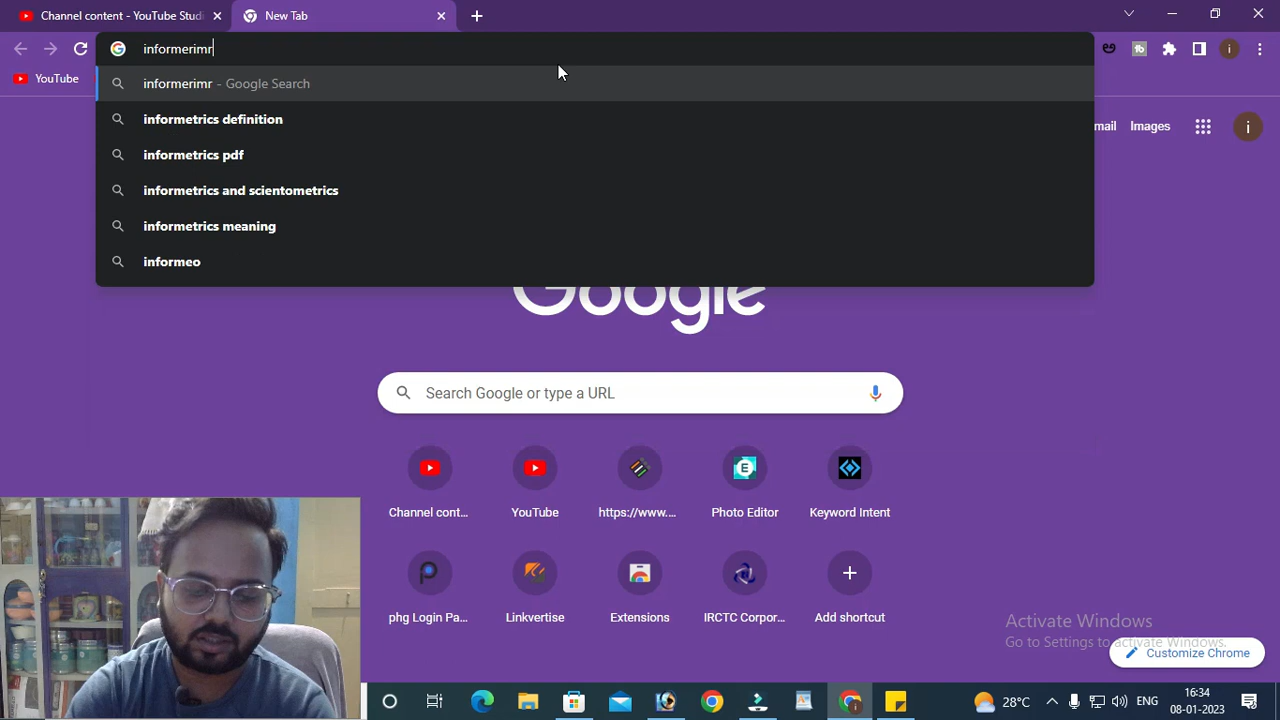 Channel content - YouTube Studi
New Tab
informerimr
informerimr - Google Search
YouTube
informetrics definition
mail Images
i
informetrics pdf
informetrics and scientometrics
informetrics meaning
informeo
Google
Search Google or type a URL
Channel cont...
YouTube
https://www....
Photo Editor
Keyword Intent
phg Login Pa...
Linkvertise
Extensions
IRCTC Corpor...
Add shortcut
Activate Windows
Go to Settings to activate Windows.
Customize Chrome
28°C
ENG
16:34
08-01-2023